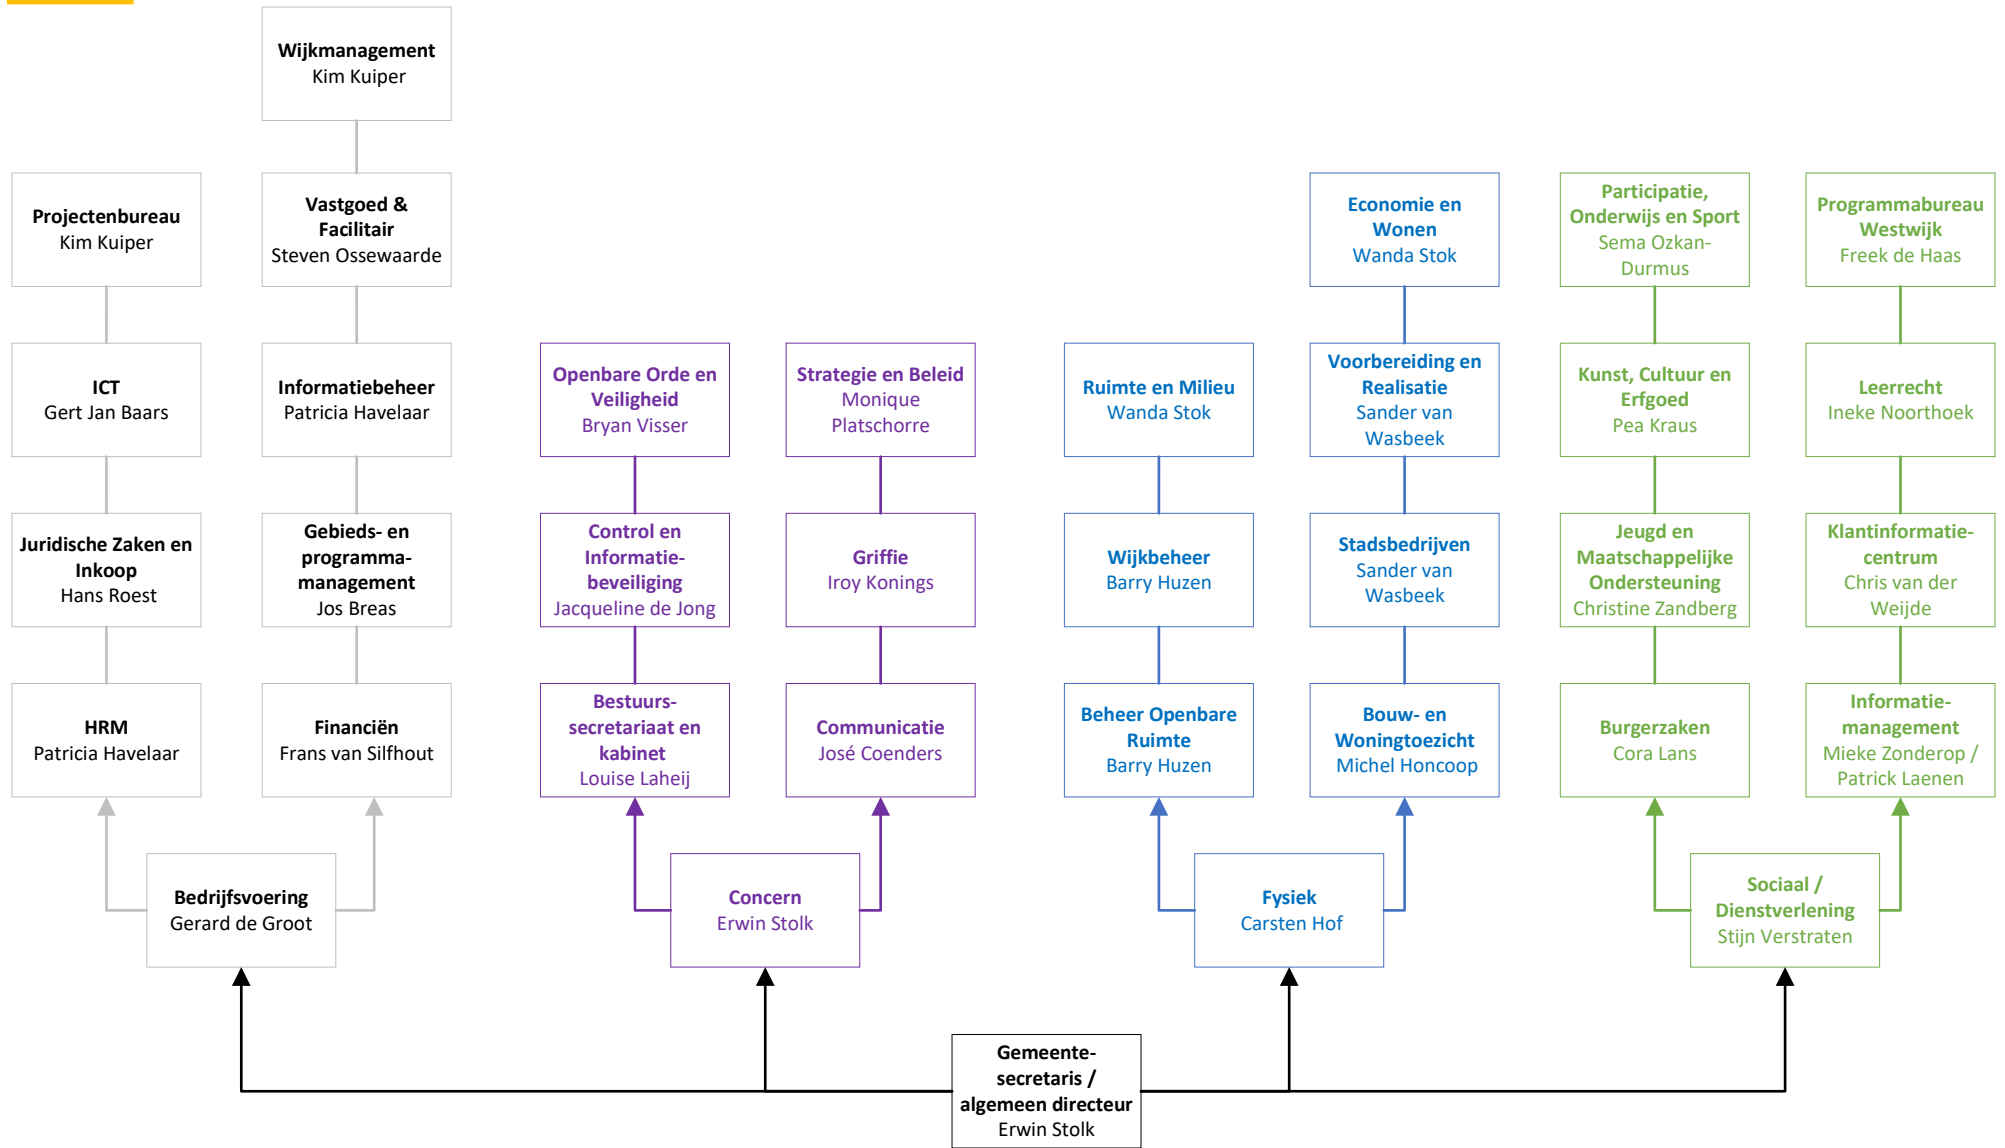 Wijkmanagement
Kim Kuiper
Projectenbureau
Kim Kuiper
Vastgoed &
Facilitair
Steven Ossewaarde
Economie en
Wonen
Wanda Stok
Participatie,
Onderwijs en Sport
Sema Ozkan-
Durmus
Programmabureau
Westwijk
Freek de Haas
ICT
Gert Jan Baars
Informatiebeheer
Patricia Havelaar
Openbare Orde en
Veiligheid
Bryan Visser
Strategie en Beleid
Monique
Platschorre
Ruimte en Milieu
Wanda Stok
Voorbereiding en
Realisatie
Sander van
Wasbeek
Kunst, Cultuur en
Erfgoed
Pea Kraus
Leerrecht
Ineke Noorthoek
Juridische Zaken en
Inkoop
Hans Roest
Gebieds- en
programma-
management
Jos Breas
Control en
Informatie-
beveiliging
Jacqueline de Jong
Griffie
Iroy Konings
Wijkbeheer
Barry Huzen
Stadsbedrijven
Sander van
Wasbeek
Jeugd en
Maatschappelijke
Ondersteuning
Christine Zandberg
Klantinformatie-
centrum
Chris van der
Weijde
HRM
Patricia Havelaar
Financiën
Frans van Silfhout
Bestuurs-
secretariaat en
kabinet
Louise Laheij
Communicatie
José Coenders
Beheer Openbare
Ruimte
Barry Huzen
Bouw- en
Woningtoezicht
Michel Honcoop
Burgerzaken
Cora Lans
Informatie-
management
Mieke Zonderop /
Patrick Laenen
Bedrijfsvoering
Gerard de Groot
Concern
Erwin Stolk
Fysiek
Carsten Hof
Sociaal /
Dienstverlening
Stijn Verstraten
Gemeente-
secretaris /
algemeen directeur
Erwin Stolk